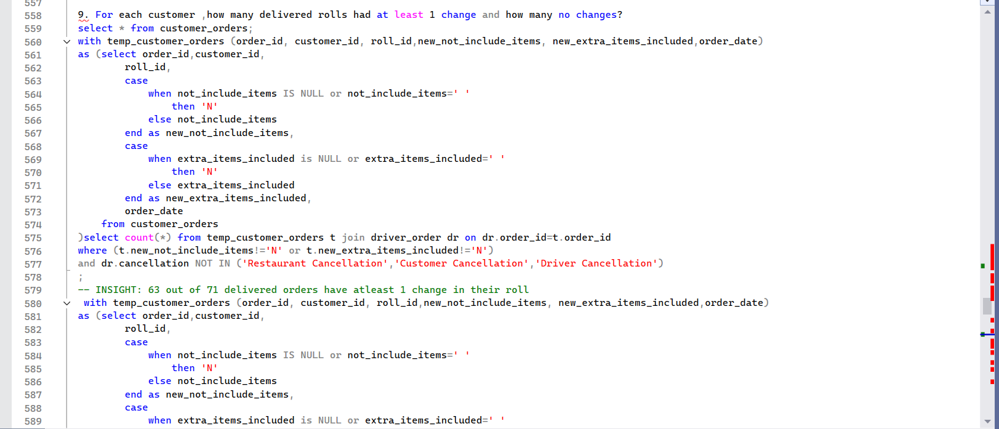 557
558 9. For each customer ,how many delivered rolls had at least 1 change and how many no changes?
559 select * from customer_orders;
560 with temp_customer_orders (order_id, customer_id, roll_id,new_not_include_items, new_extra_items_included,order_date)
561 as (select order_id,customer_id,
562 roll_id,
563 case
564 when not_include_items IS NULL or not_include_items=' '
565 then 'N'
566 else not_include_items
567 end as new_not_include_items,
568 case
569 when extra_items_included is NULL or extra_items_included=' '
570 then 'N'
571 else extra_items_included
572 end as new_extra_items_included,
573 order_date
574 from customer_orders
575 )select count(*) from temp_customer_orders t join driver_order dr on dr.order_id=t.order_id
576 where (t.new_not_include_items!='N' or t.new_extra_items_included!='N')
577 and dr.cancellation NOT IN ('Restaurant Cancellation','Customer Cancellation','Driver Cancellation')
578 ;
579 -- INSIGHT: 63 out of 71 delivered orders have atleast 1 change in their roll
580 with temp_customer_orders (order_id, customer_id, roll_id,new_not_include_items, new_extra_items_included,order_date)
581 as (select order_id,customer_id,
582 roll_id,
583 case
584 when not_include_items IS NULL or not_include_items=' '
585 then 'N'
586 else not_include_items
587 end as new_not_include_items,
588 case
589 when extra_items_included is NULL or extra_items_included=' '